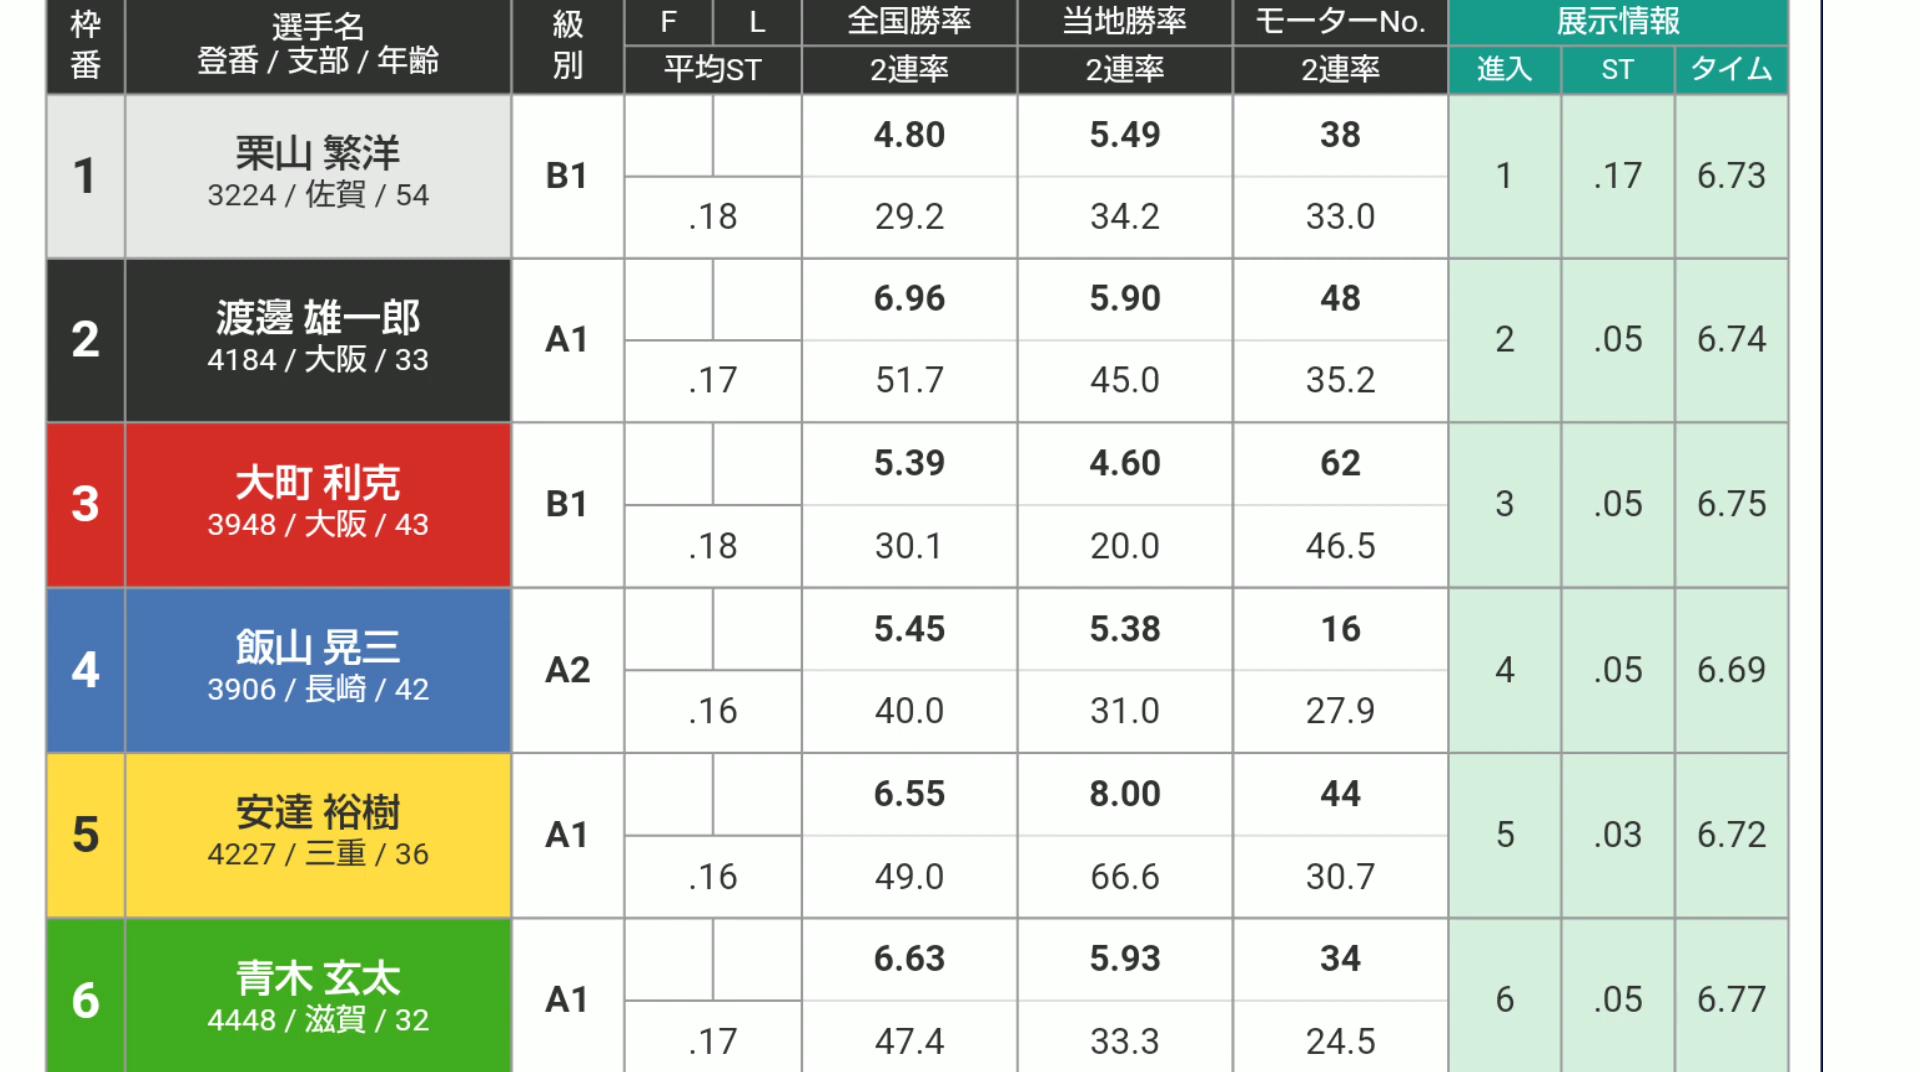 枠番 選手名 級別 F L 全国勝率 当地勝率 モーターNo. 展示情報
登番 / 支部 / 年齢 平均ST 2連率 2連率 2連率 進入 ST タイム
1 栗山 繁洋 B1 4.80 5.49 38 1 .17 6.73
3224 / 佐賀 / 54 .18 29.2 34.2 33.0
2 渡邊 雄一郎 A1 6.96 5.90 48 2 .05 6.74
4184 / 大阪 / 33 .17 51.7 45.0 35.2
3 大町 利克 B1 5.39 4.60 62 3 .05 6.75
3948 / 大阪 / 43 .18 30.1 20.0 46.5
4 飯山 晃三 A2 5.45 5.38 16 4 .05 6.69
3906 / 長崎 / 42 .16 40.0 31.0 27.9
5 安達 裕樹 A1 6.55 8.00 44 5 .03 6.72
4227 / 三重 / 36 .16 49.0 66.6 30.7
6 青木 玄太 A1 6.63 5.93 34 6 .05 6.77
4448 / 滋賀 / 32 .17 47.4 33.3 24.5